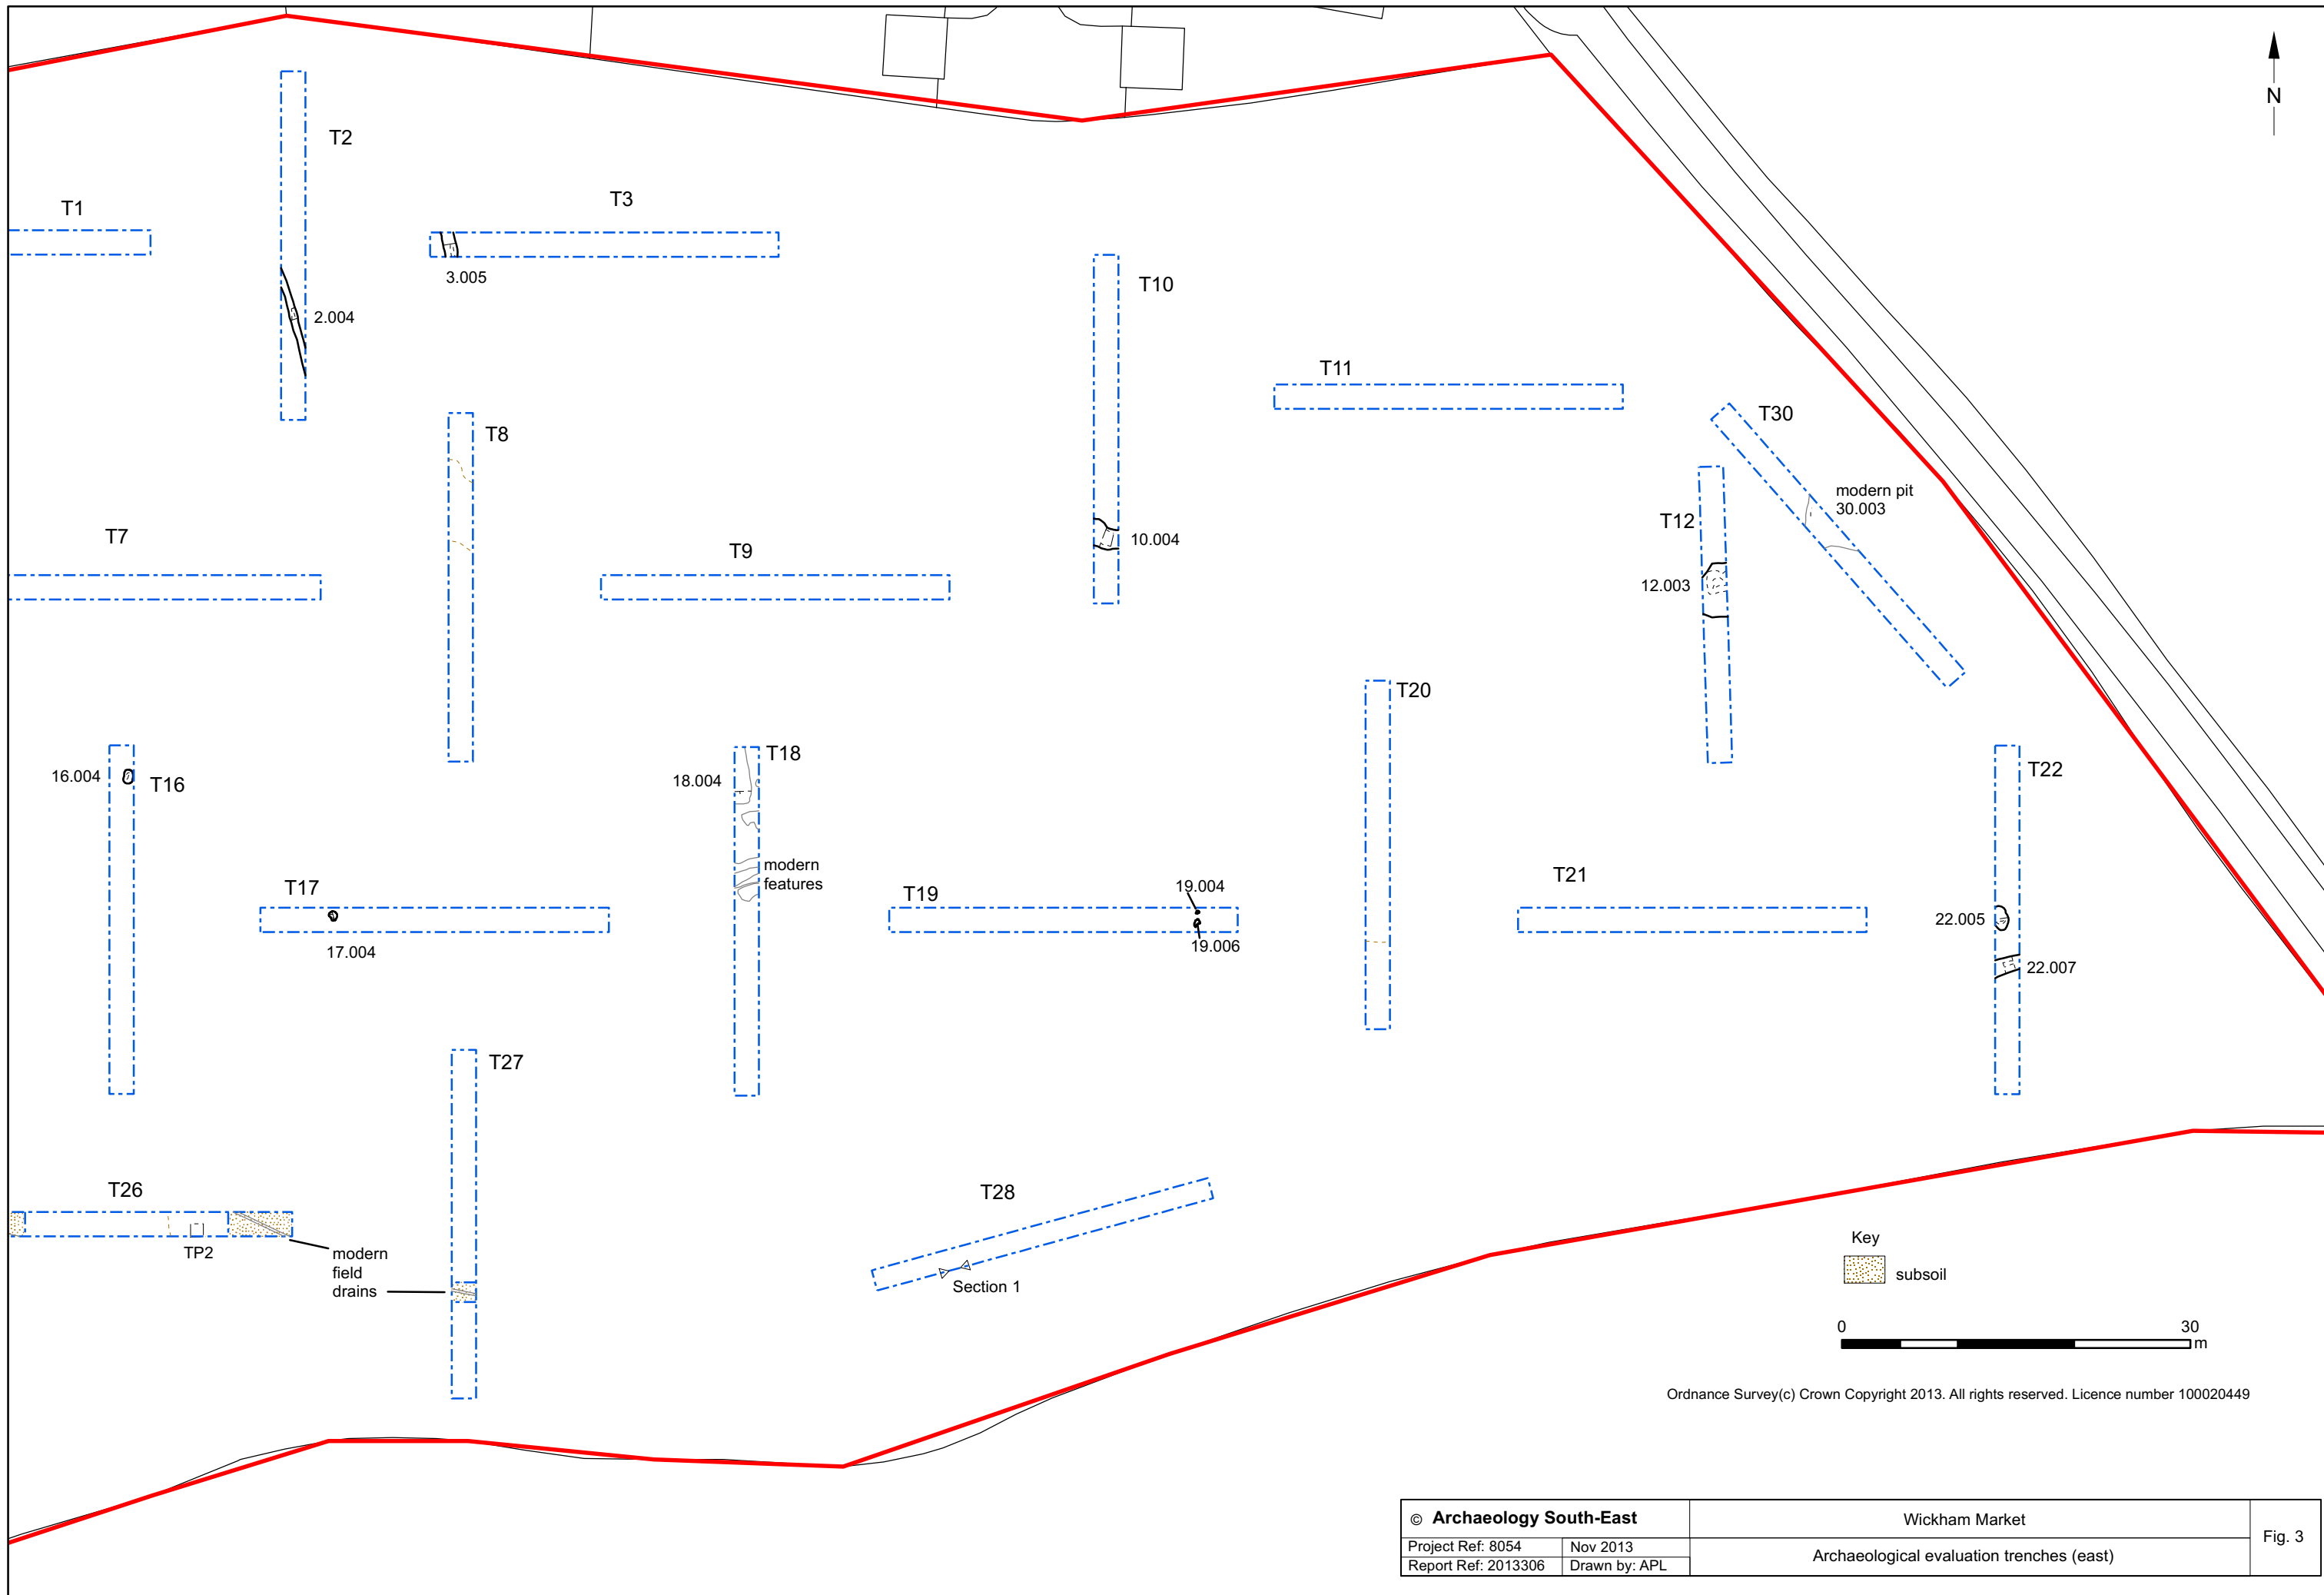 N
T2
T1
T3
3.005
2.004
T10
T11
T8
T30
modern pit
30.003
T7
T9
10.004
T12
12.003
T20
T18
T22
16.004
T16
18.004
modern
features
T17
17.004
T19
19.004
19.006
T21
22.005
22.007
T27
T26
TP2
modern
field
drains
T28
Section 1
Key
subsoil
0 30
m
Ordnance Survey(c) Crown Copyright 2013. All rights reserved. Licence number 100020449
© Archaeology South-East
Wickham Market
Fig. 3
Project Ref: 8054 Nov 2013
Archaeological evaluation trenches (east)
Report Ref: 2013306 Drawn by: APL